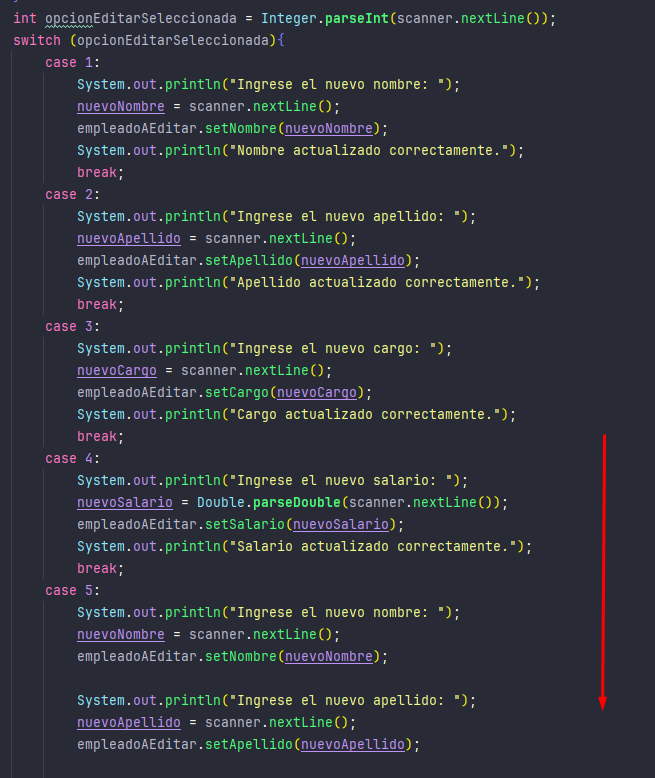 int opcionEditarSeleccionada = Integer.parseInt(scanner.nextLine());
switch (opcionEditarSeleccionada){
case 1:
System.out.println("Ingrese el nuevo nombre: ");
nuevoNombre = scanner.nextLine();
empleadoAEditar.setNombre(nuevoNombre);
System.out.println("Nombre actualizado correctamente.");
break;
case 2:
System.out.println("Ingrese el nuevo apellido: ");
nuevoApellido = scanner.nextLine();
empleadoAEditar.setApellido(nuevoApellido);
System.out.println("Apellido actualizado correctamente.");
break;
case 3:
System.out.println("Ingrese el nuevo cargo: ");
nuevoCargo = scanner.nextLine();
empleadoAEditar.setCargo(nuevoCargo);
System.out.println("Cargo actualizado correctamente.");
break;
case 4:
System.out.println("Ingrese el nuevo salario: ");
nuevoSalario = Double.parseDouble(scanner.nextLine());
empleadoAEditar.setSalario(nuevoSalario);
System.out.println("Salario actualizado correctamente.");
break;
case 5:
System.out.println("Ingrese el nuevo nombre: ");
nuevoNombre = scanner.nextLine();
empleadoAEditar.setNombre(nuevoNombre);
System.out.println("Ingrese el nuevo apellido: ");
nuevoApellido = scanner.nextLine();
empleadoAEditar.setApellido(nuevoApellido);